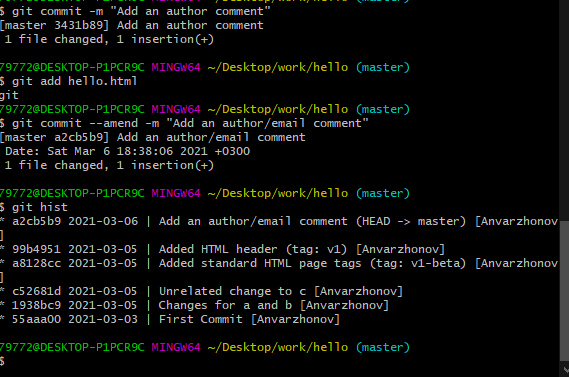 $ git commit -m "Add an author comment"
[master 3431b89] Add an author comment
1 file changed, 1 insertion(+)
79772@DESKTOP-P1PCR9C MINGW64 ~/Desktop/work/hello (master)
$ git add hello.html
git
79772@DESKTOP-P1PCR9C MINGW64 ~/Desktop/work/hello (master)
$ git commit --amend -m "Add an author/email comment"
[master a2cb5b9] Add an author/email comment
Date: Sat Mar 6 18:38:06 2021 +0300
1 file changed, 1 insertion(+)
79772@DESKTOP-P1PCR9C MINGW64 ~/Desktop/work/hello (master)
$ git hist
* a2cb5b9 2021-03-06 | Add an author/email comment (HEAD -> master) [Anvarzhonov
]
* 99b4951 2021-03-05 | Added HTML header (tag: v1) [Anvarzhonov]
* a8128cc 2021-03-05 | Added standard HTML page tags (tag: v1-beta) [Anvarzhonov
]
* c52681d 2021-03-05 | Unrelated change to c [Anvarzhonov]
* 1938bc9 2021-03-05 | Changes for a and b [Anvarzhonov]
* 55aaa00 2021-03-03 | First Commit [Anvarzhonov]
79772@DESKTOP-P1PCR9C MINGW64 ~/Desktop/work/hello (master)
$